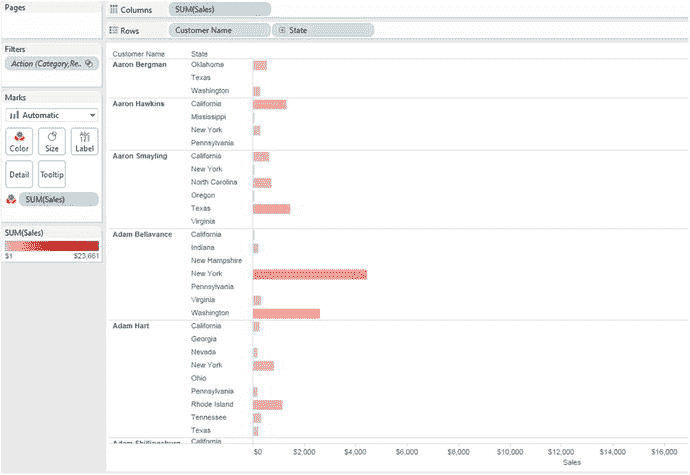 Pages
Columns SUM(Sales)
Rows Customer Name State
Filters
Action (Category,Re..
Marks
Automatic
Color Size Label
Detail Tooltip
SUM(Sales)
SUM(Sales)
$1 $23,661
Customer Name State
Aaron Bergman Oklahoma
Texas
Washington
Aaron Hawkins California
Mississippi
New York
Pennsylvania
Aaron Smayling California
New York
North Carolina
Oregon
Texas
Virginia
Adam Bellavance California
Indiana
New Hampshire
New York
Pennsylvania
Virginia
Washington
Adam Hart California
Georgia
Nevada
New York
Ohio
Pennsylvania
Rhode Island
Tennessee
Texas
Adam Shillingsburg California
$0 $2,000 $4,000 $6,000 $8,000 $10,000 $12,000 $14,000 $16,000
Sales